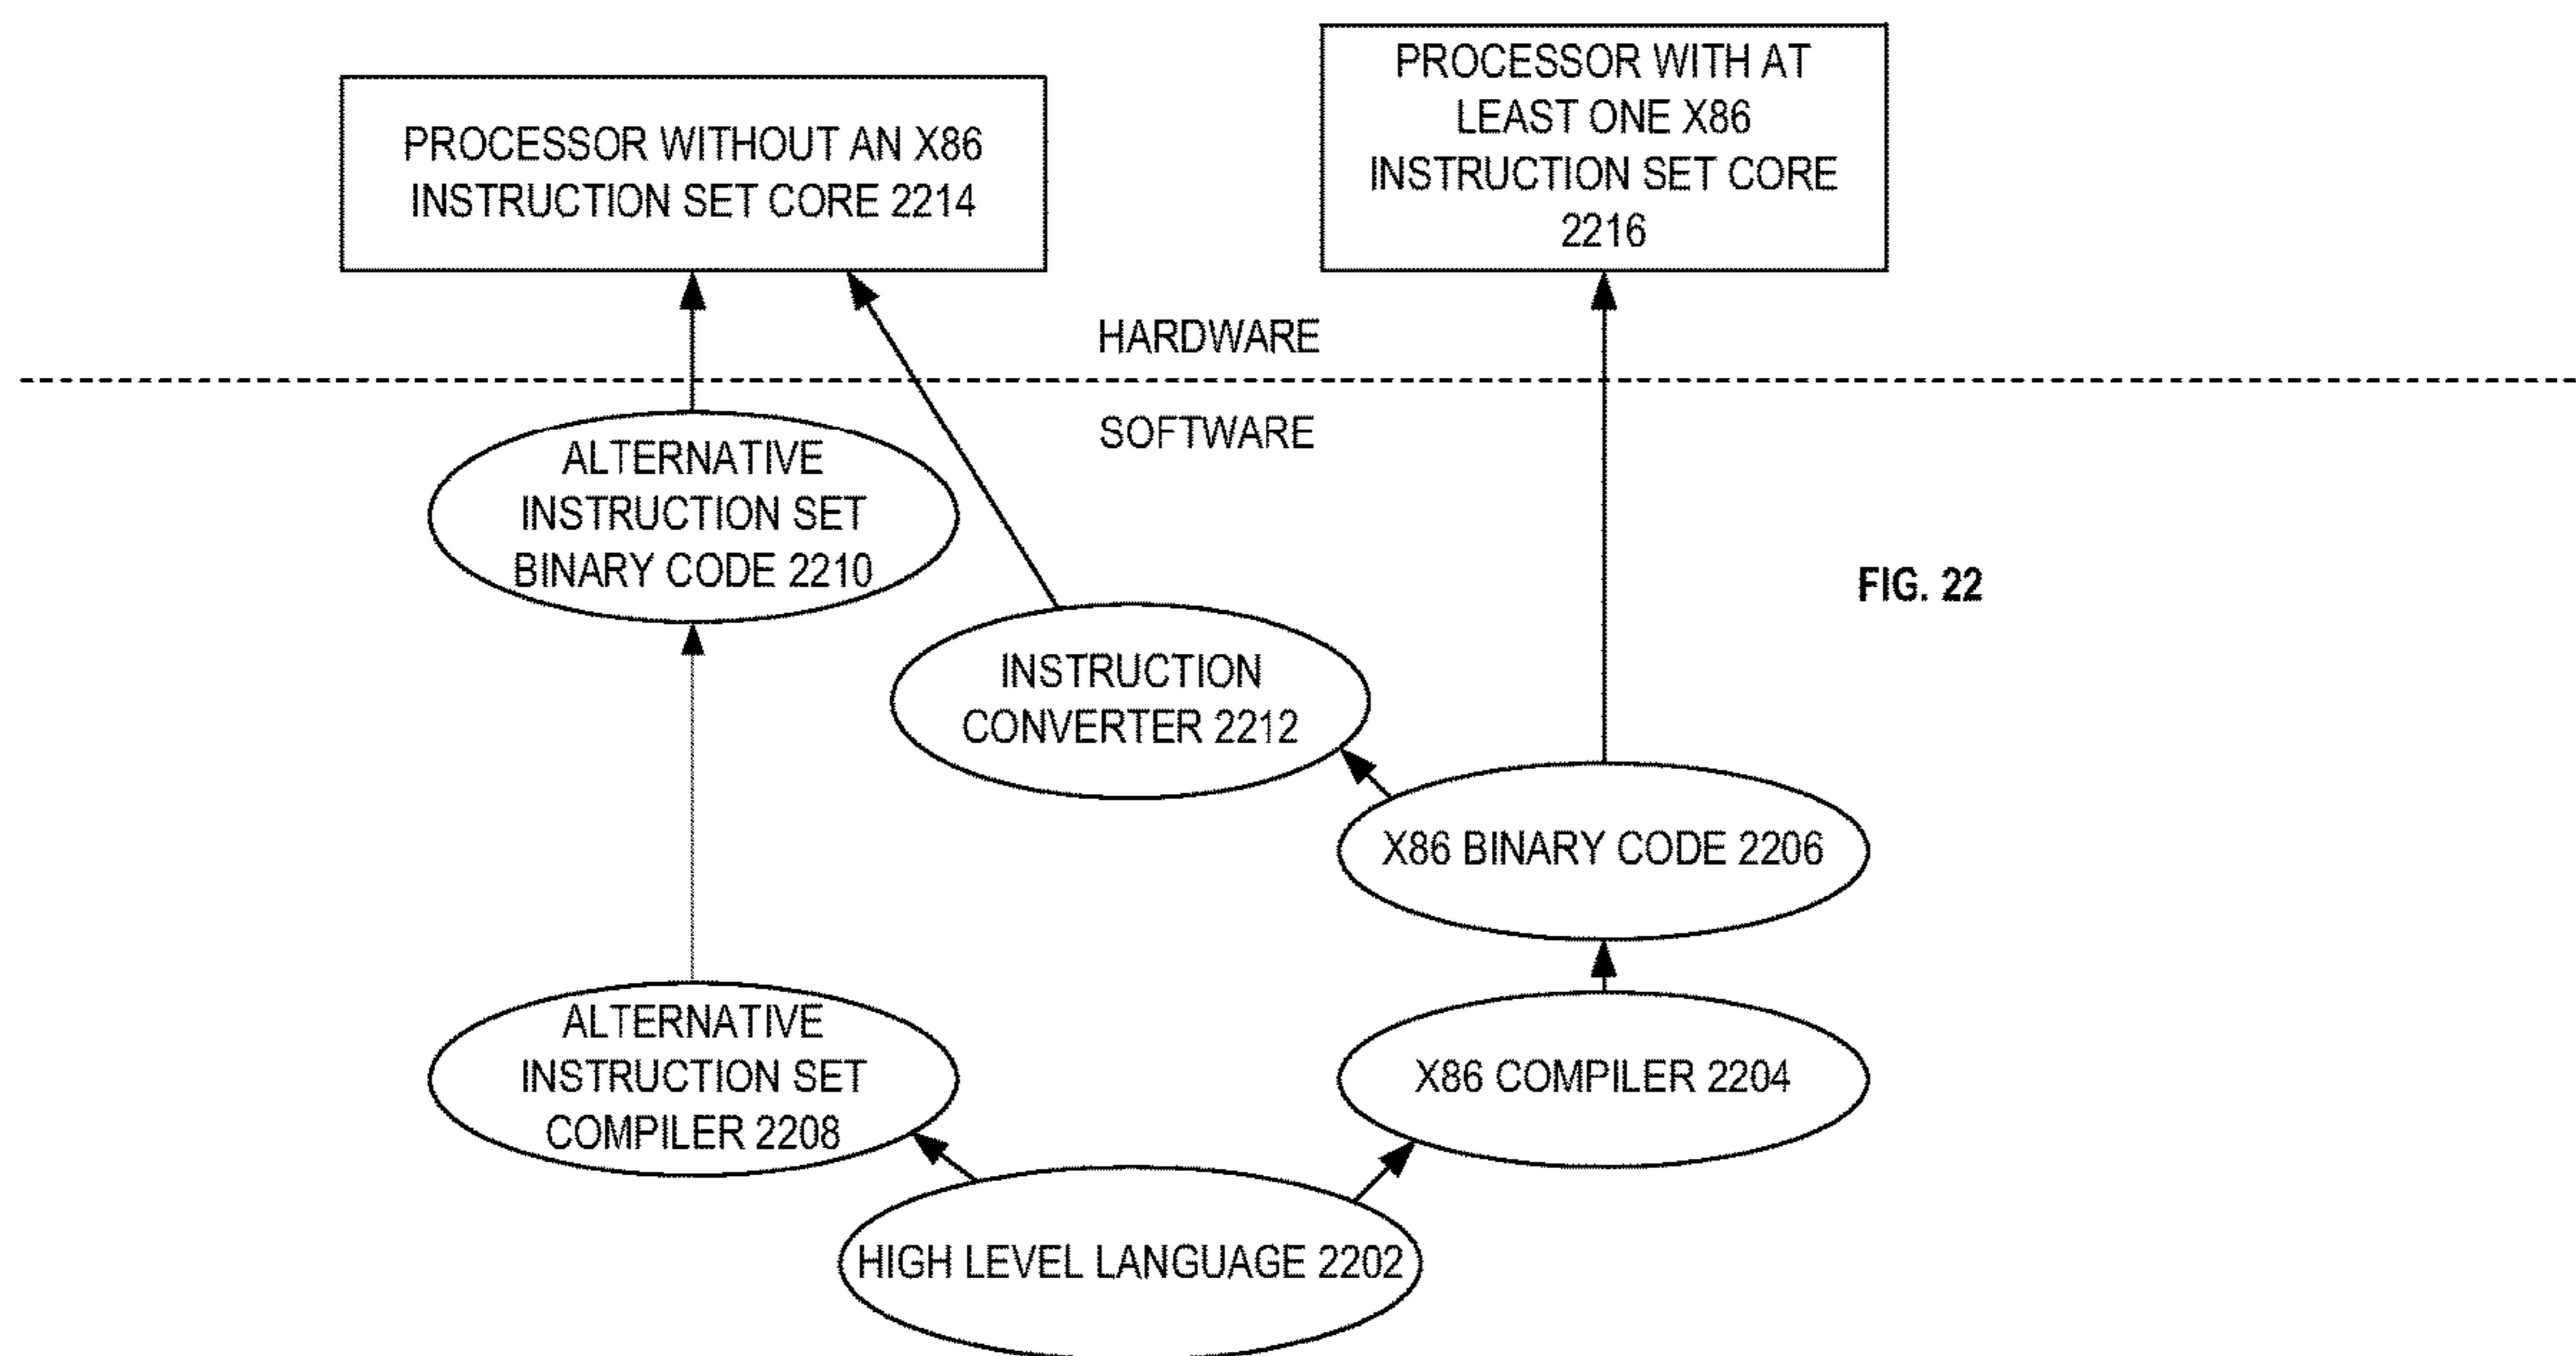 PROCESSOR WITHOUT AN X86
INSTRUCTION SET CORE 2214
PROCESSOR WITH AT
LEAST ONE X86
INSTRUCTION SET CORE
2216
HARDWARE
SOFTWARE
ALTERNATIVE
INSTRUCTION SET
BINARY CODE 2210
FIG. 22
INSTRUCTION
CONVERTER 2212
X86 BINARY CODE 2206
ALTERNATIVE
INSTRUCTION SET
COMPILER 2208
X86 COMPILER 2204
HIGH LEVEL LANGUAGE 2202